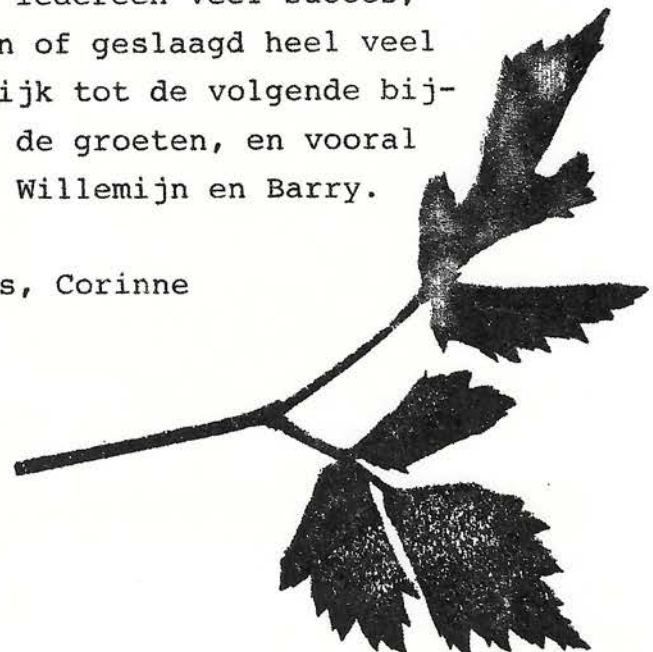 iedereen veel succes,
n of geslaagd heel veel
ijk tot de volgende bij-
de groeten, en vooral
Willemijn en Barry.
s, Corinne